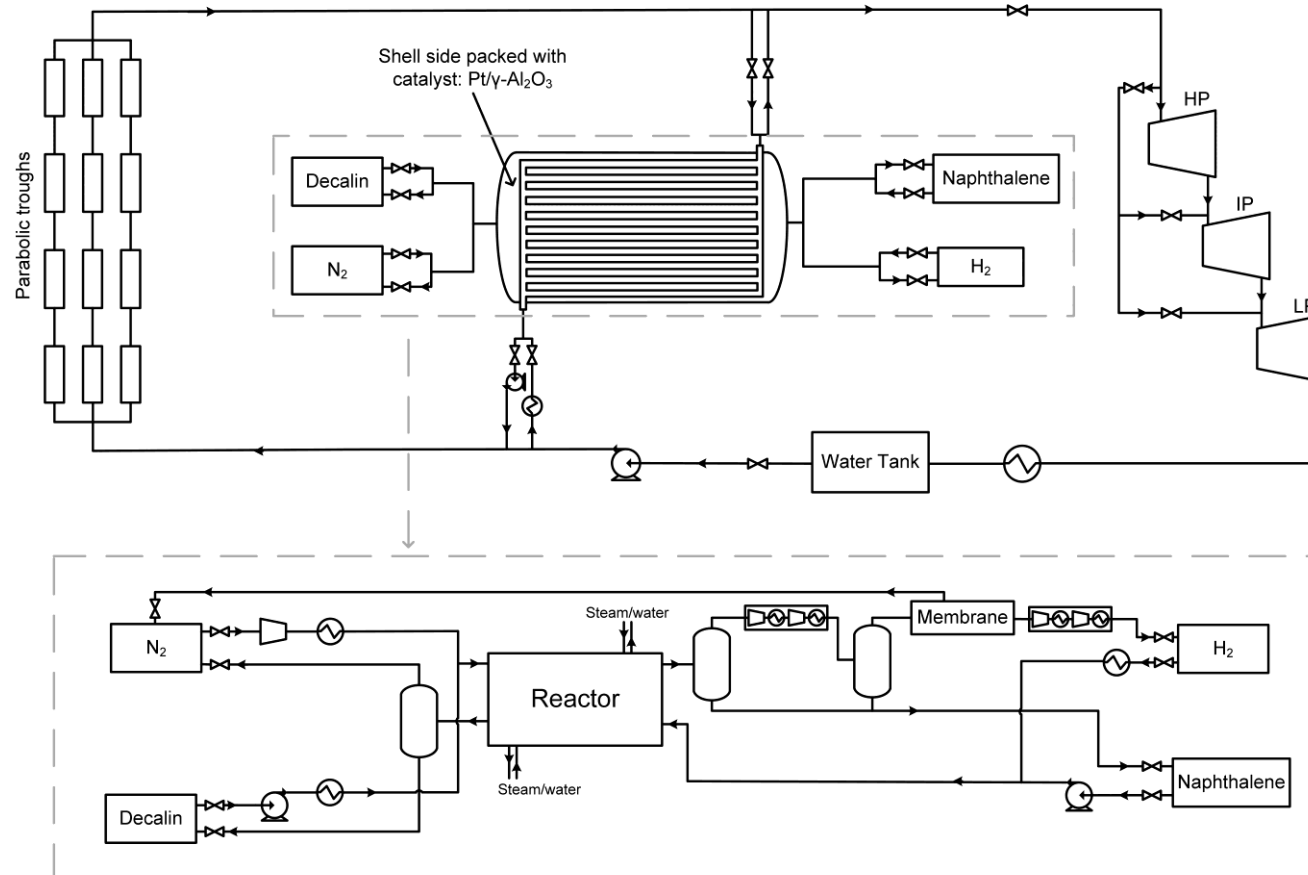 Shell side packed with
catalyst: Pt/γ-Al₂O₃
HP
Parabolic troughs
Decalin
Naphthalene
IP
N₂
H₂
LP
Water Tank
Steam/water
Membrane
N₂
H₂
Reactor
Naphthalene
Steam/water
Decalin